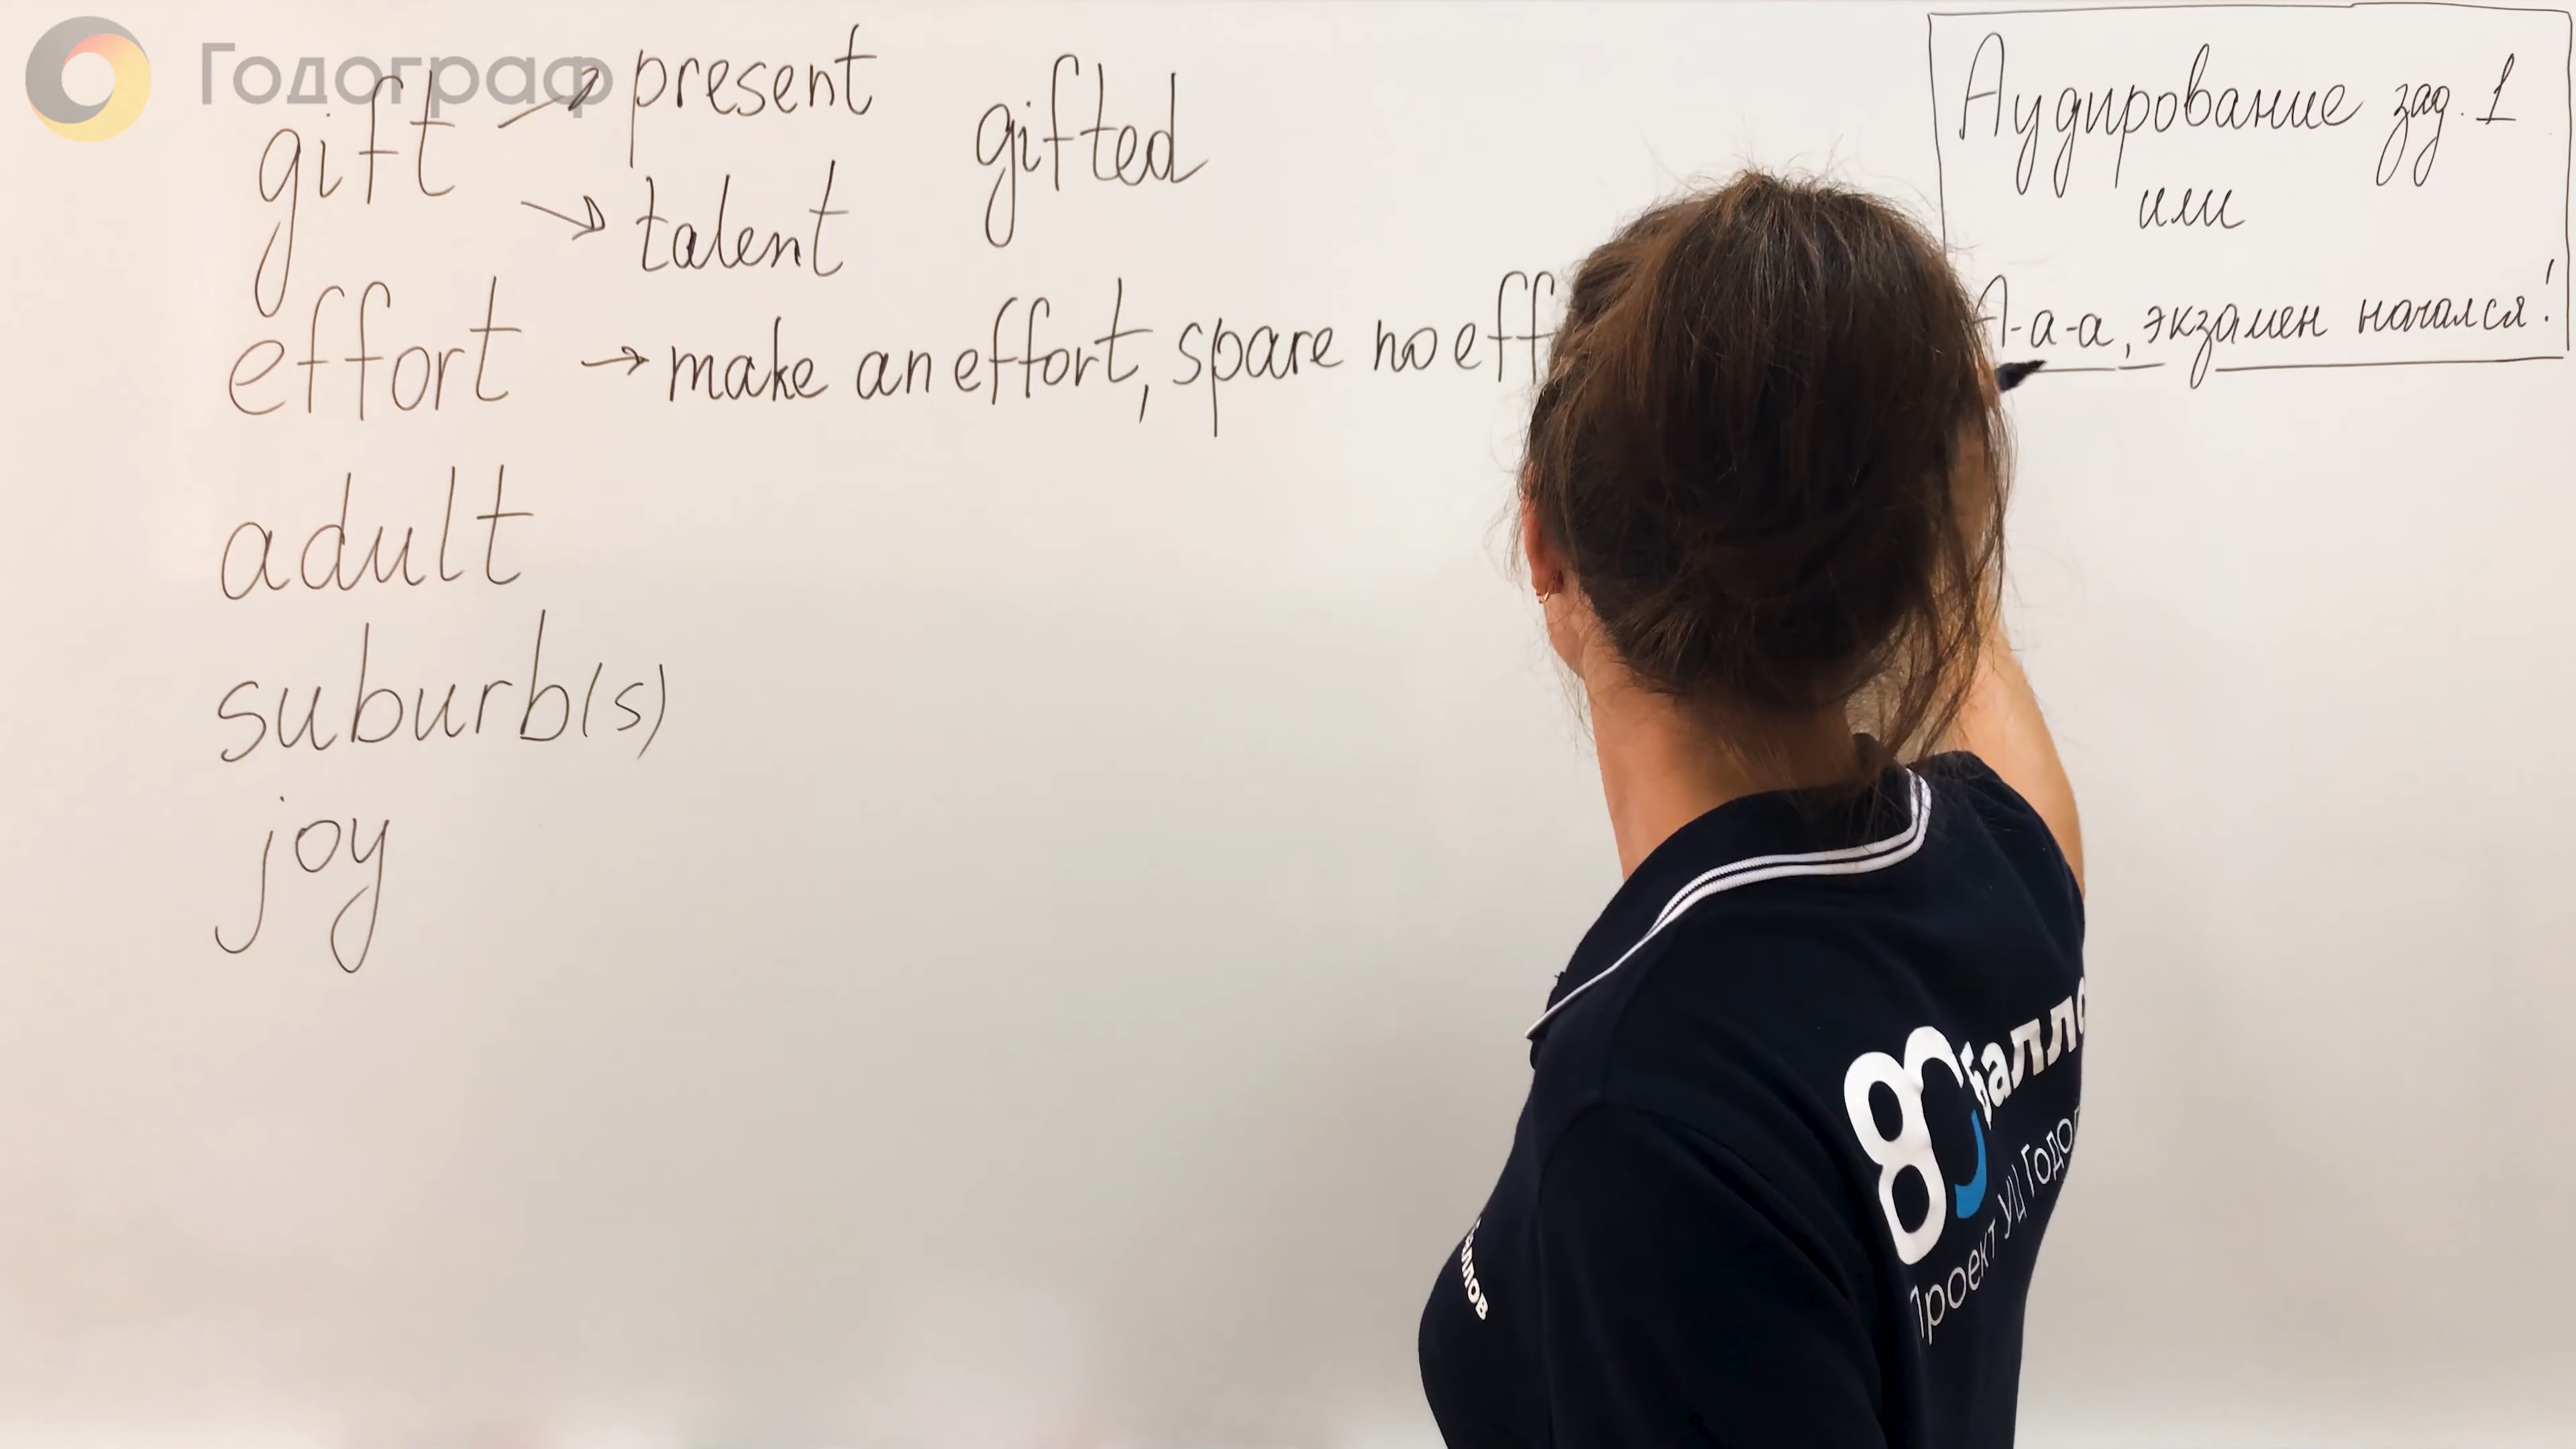 Годограф
gift → present
→ talent
gifted
effort → make an effort, spare no eff
adult
suburb(s)
joy
Аудирование зад. 1
или
А-а-а, экзамен начался!
80 балло
Проект УЦ Годог
баллов